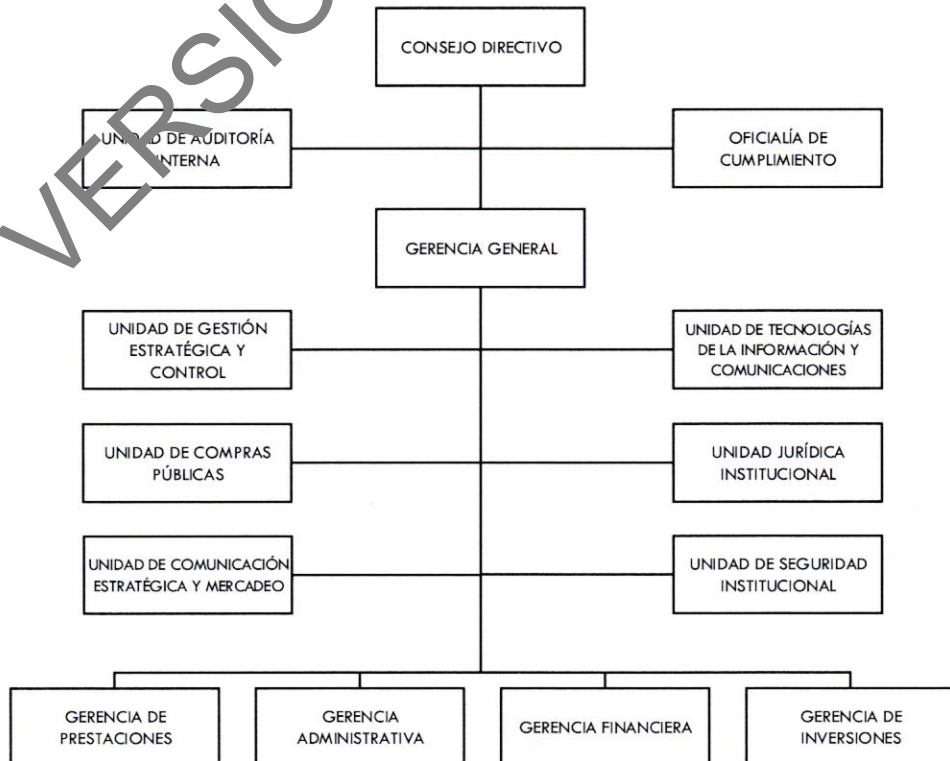 VERSIO
CONSEJO DIRECTIVO
UNIDAD DE AUDITORÍA
INTERNA
OFICIALÍA DE
CUMPLIMIENTO
GERENCIA GENERAL
UNIDAD DE GESTIÓN
ESTRATÉGICA Y
CONTROL
UNIDAD DE TECNOLOGÍAS
DE LA INFORMACIÓN Y
COMUNICACIONES
UNIDAD DE COMPRAS
PÚBLICAS
UNIDAD JURÍDICA
INSTITUCIONAL
UNIDAD DE COMUNICACIÓN
ESTRATÉGICA Y MERCADEO
UNIDAD DE SEGURIDAD
INSTITUCIONAL
GERENCIA DE
PRESTACIONES
GERENCIA
ADMINISTRATIVA
GERENCIA FINANCIERA
GERENCIA DE
INVERSIONES